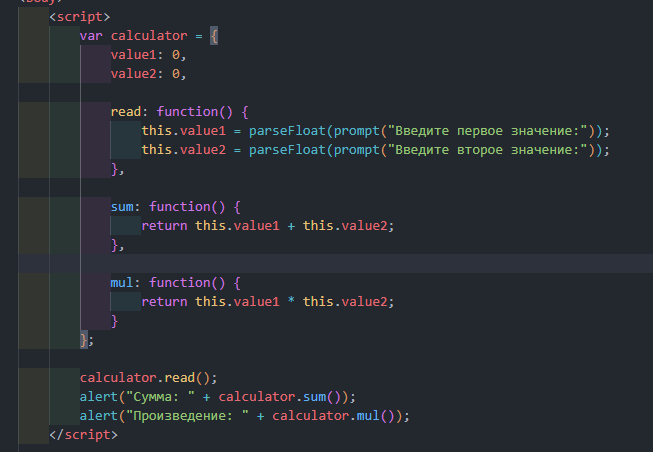 <body>
<script>
var calculator = {
value1: 0,
value2: 0,
read: function() {
this.value1 = parseFloat(prompt("Введите первое значение:"));
this.value2 = parseFloat(prompt("Введите второе значение:"));
},
sum: function() {
return this.value1 + this.value2;
},
mul: function() {
return this.value1 * this.value2;
}
};
calculator.read();
alert("Сумма: " + calculator.sum());
alert("Произведение: " + calculator.mul());
</script>